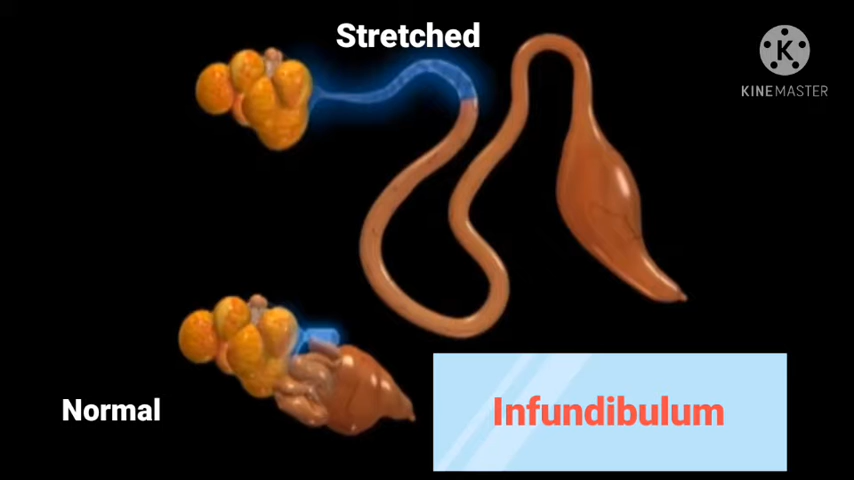 Stretched
K
KINEMASTER
Normal
Infundibulum